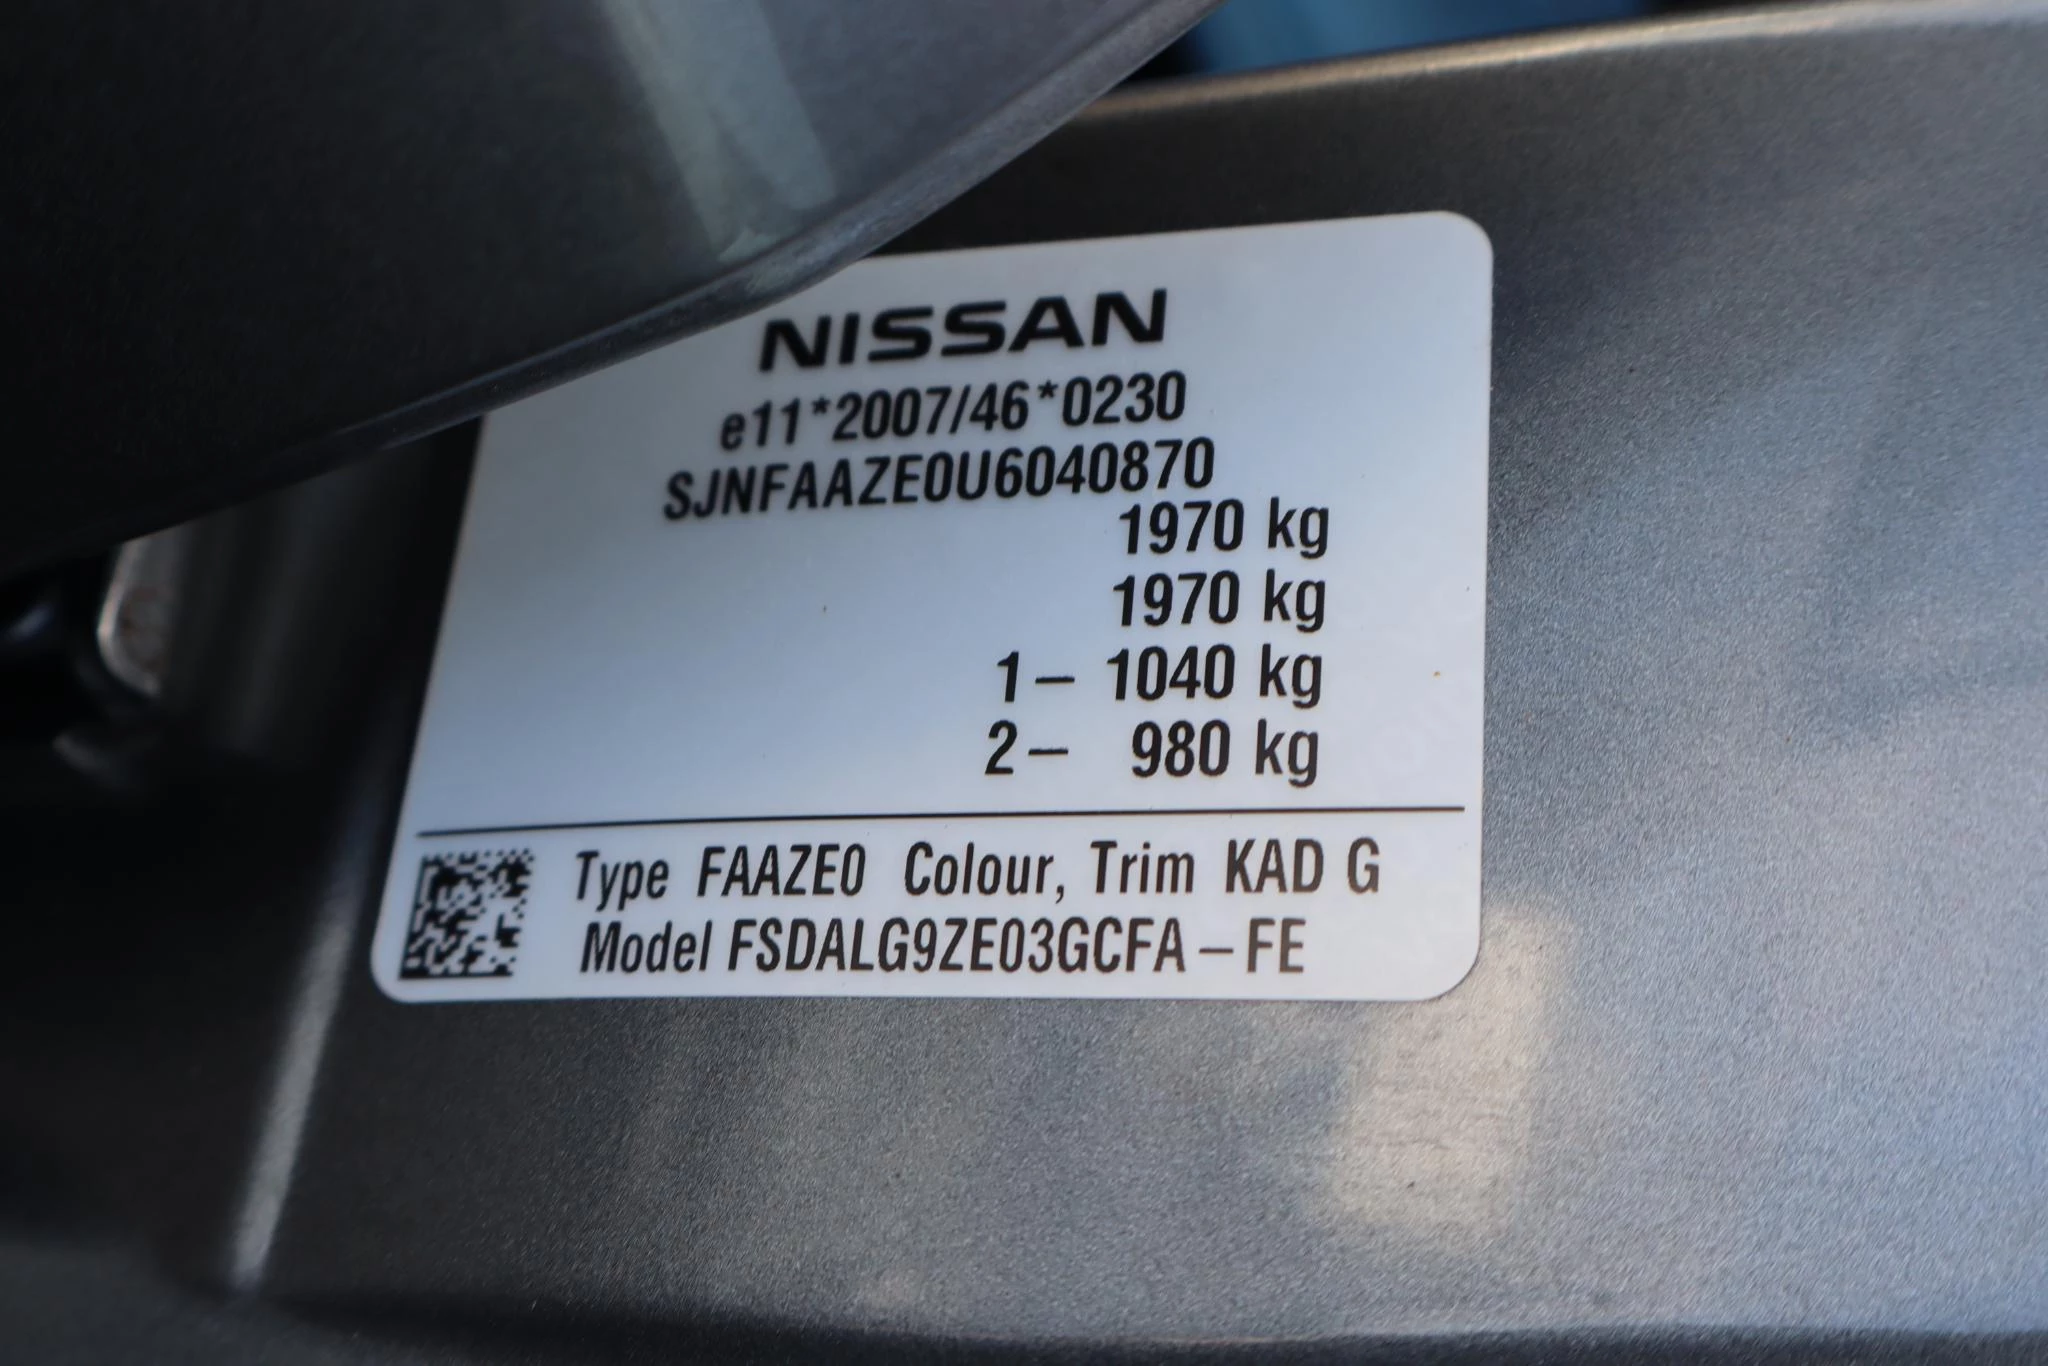 NISSAN
e11*2007/46*0230
SJNFAAZE0U6040870
1970 kg
1970 kg
1– 1040 kg
2– 980 kg
Type FAAZE0 Colour, Trim KAD G
Model FSDALG9ZE03GCFA – FE